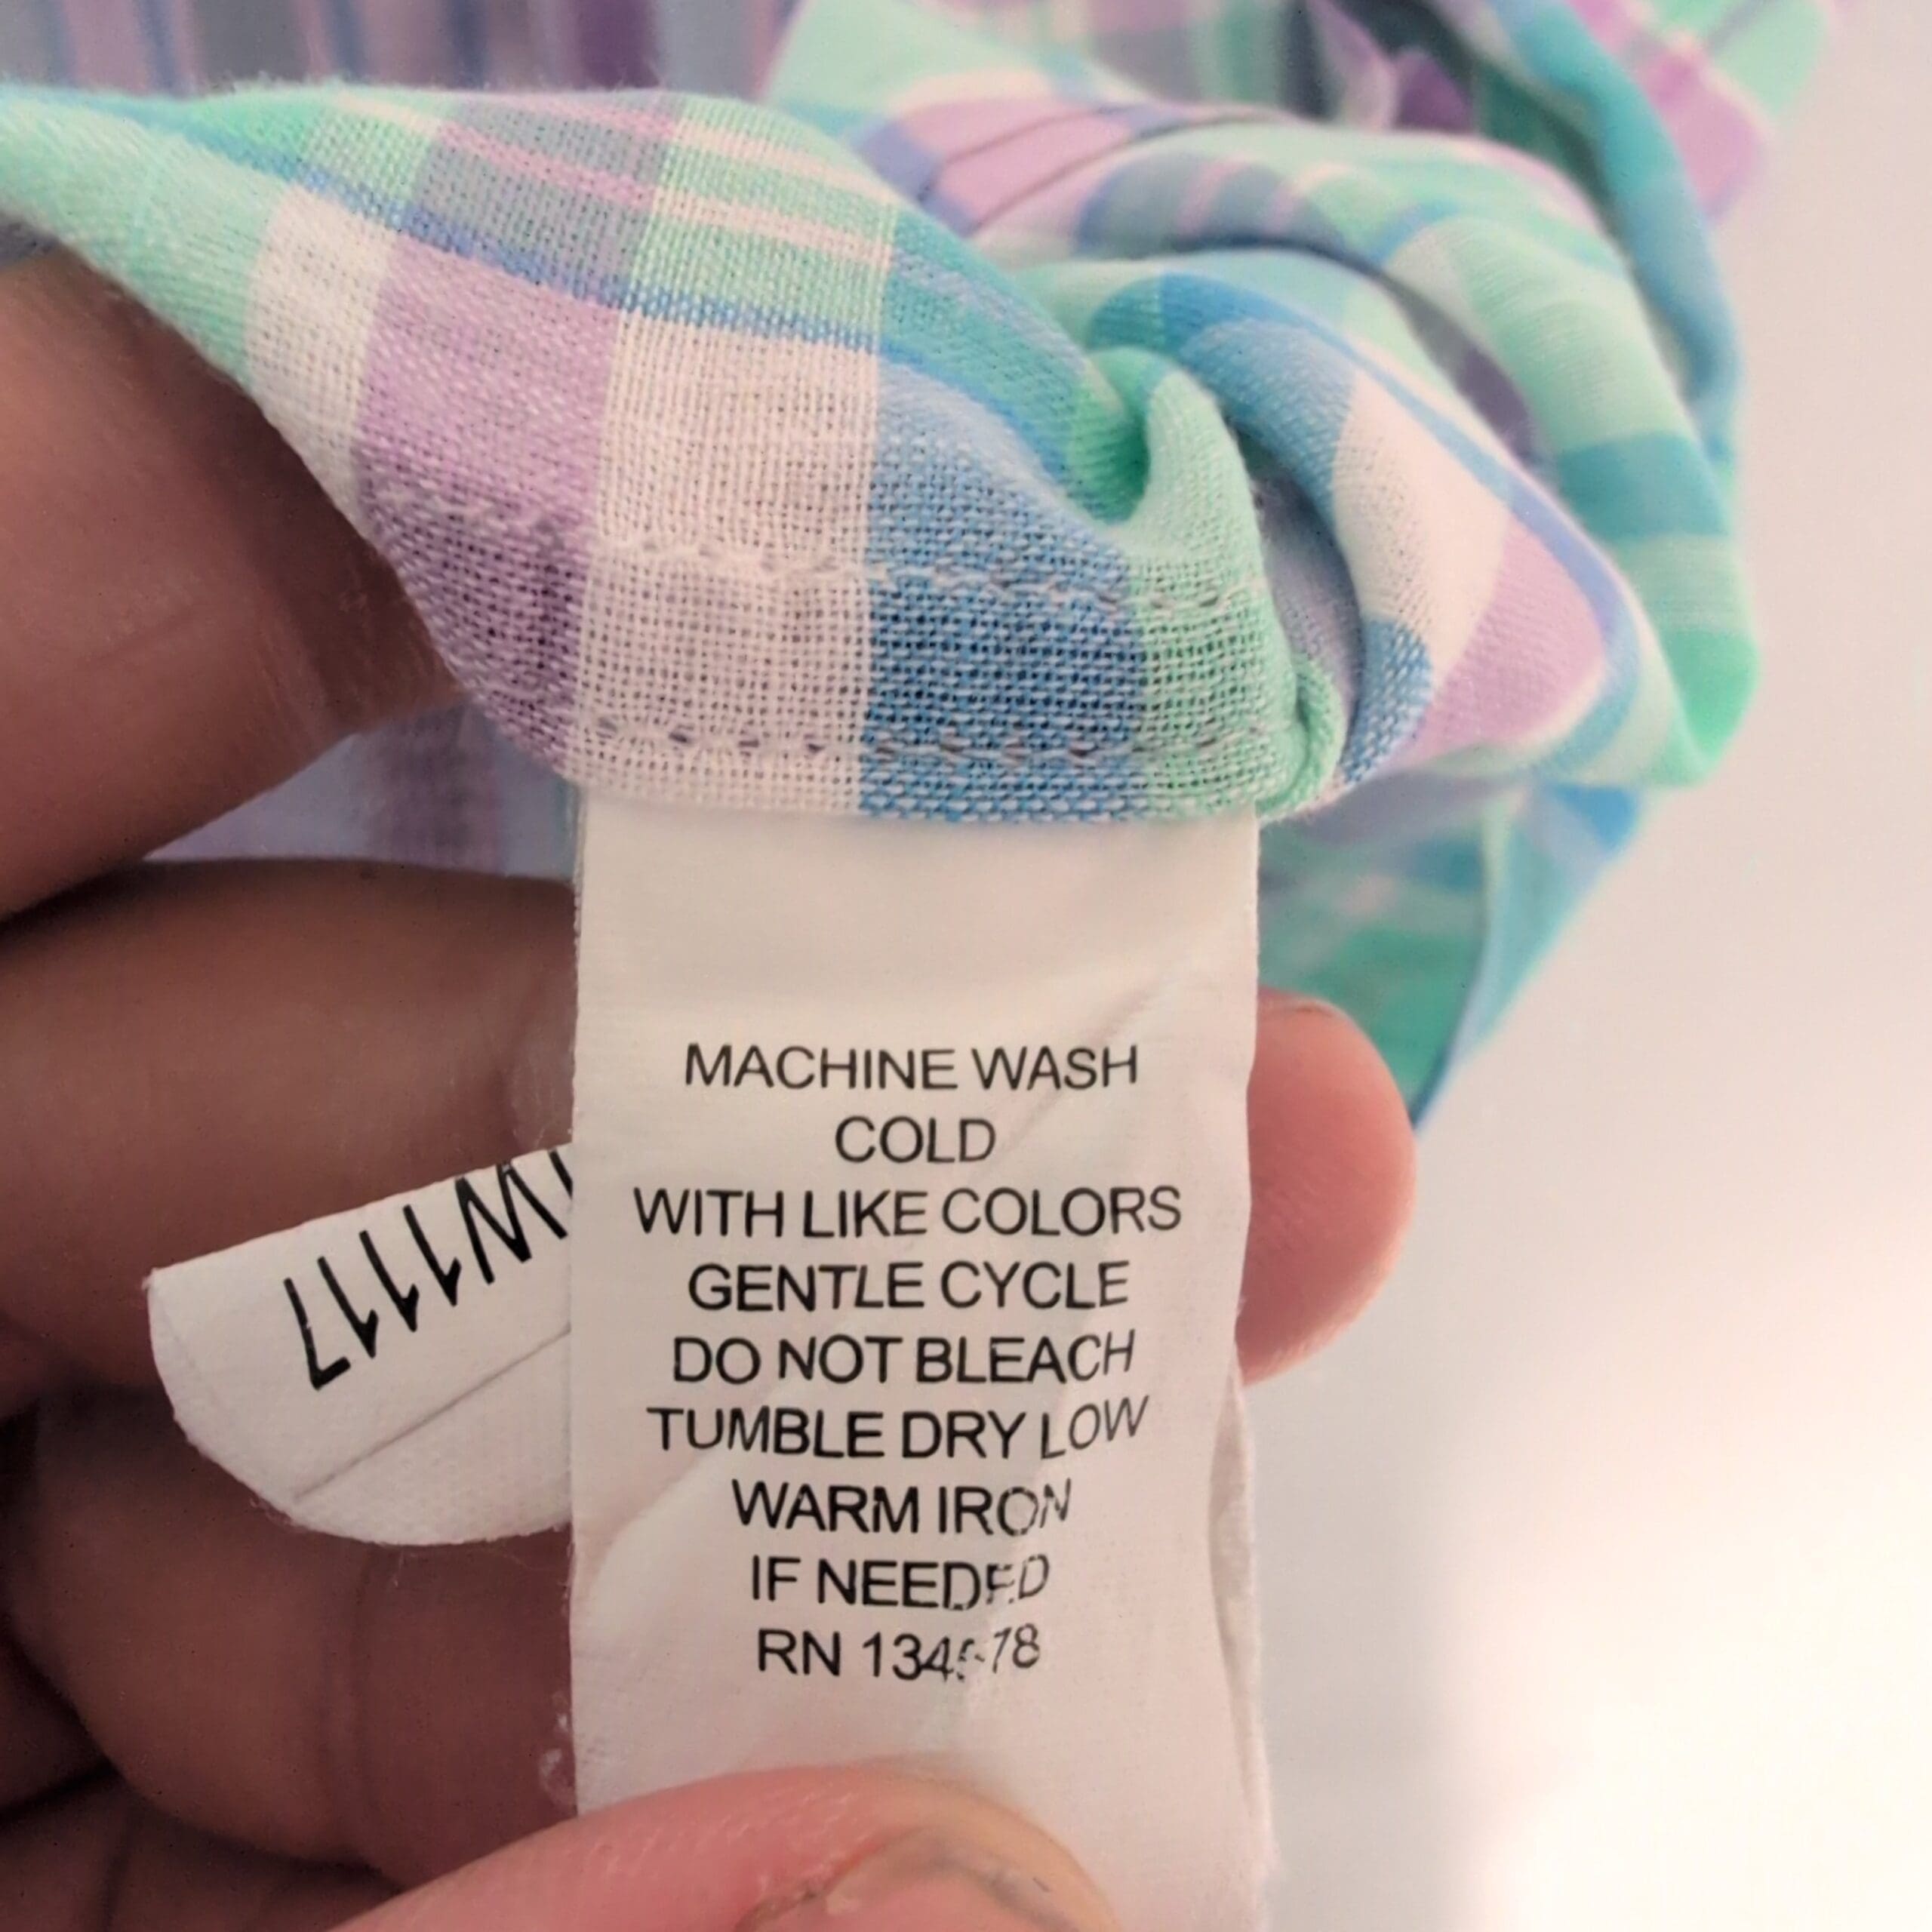 MACHINE WASH
COLD
WITH LIKE COLORS
GENTLE CYCLE
DO NOT BLEACH
TUMBLE DRY LOW
WARM IRON
IF NEEDED
RN
W1117